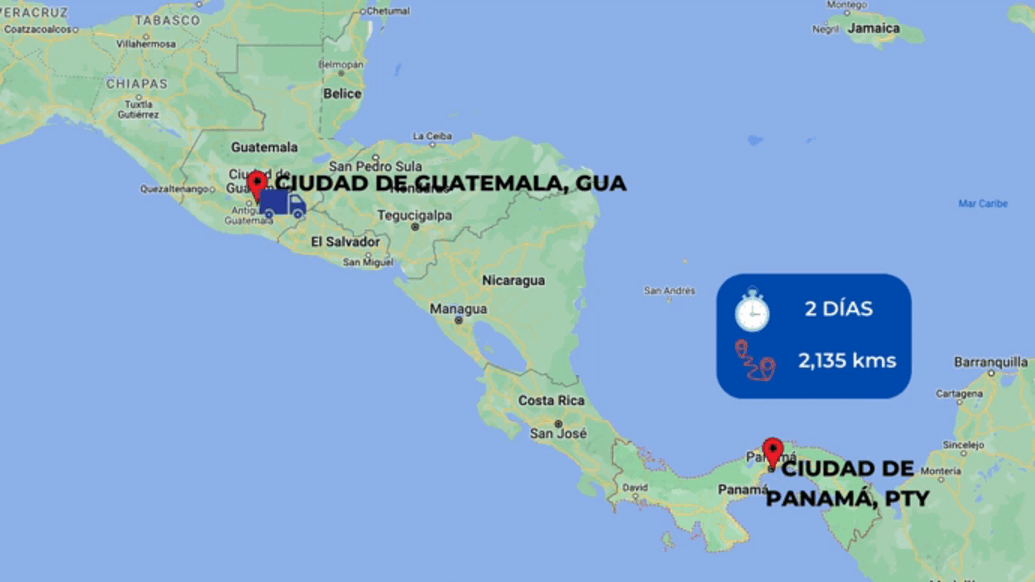 VERACRUZ
Coatzacoalcos
TABASCO
Villahermosa
Chetumal
Montego
Negril
Jamaica
Belmopán
CHIAPAS
Tuxtla
Gutiérrez
Belice
La Ceiba
Guatemala
San Pedro Sula
Ciudad de
Quezaltenango
CIUDAD DE GUATEMALA, GUA
Honduras
Antigua
Guatemala
Mar Caribe
Tegucigalpa
El Salvador
San Miguel
Nicaragua
San Andrés
2 DÍAS
Managua
2,135 kms
Barranquilla
Cartagena
Costa Rica
San José
Sincelejo
Panamá
CIUDAD DE
PANAMÁ, PTY
Montería
David
Panamá